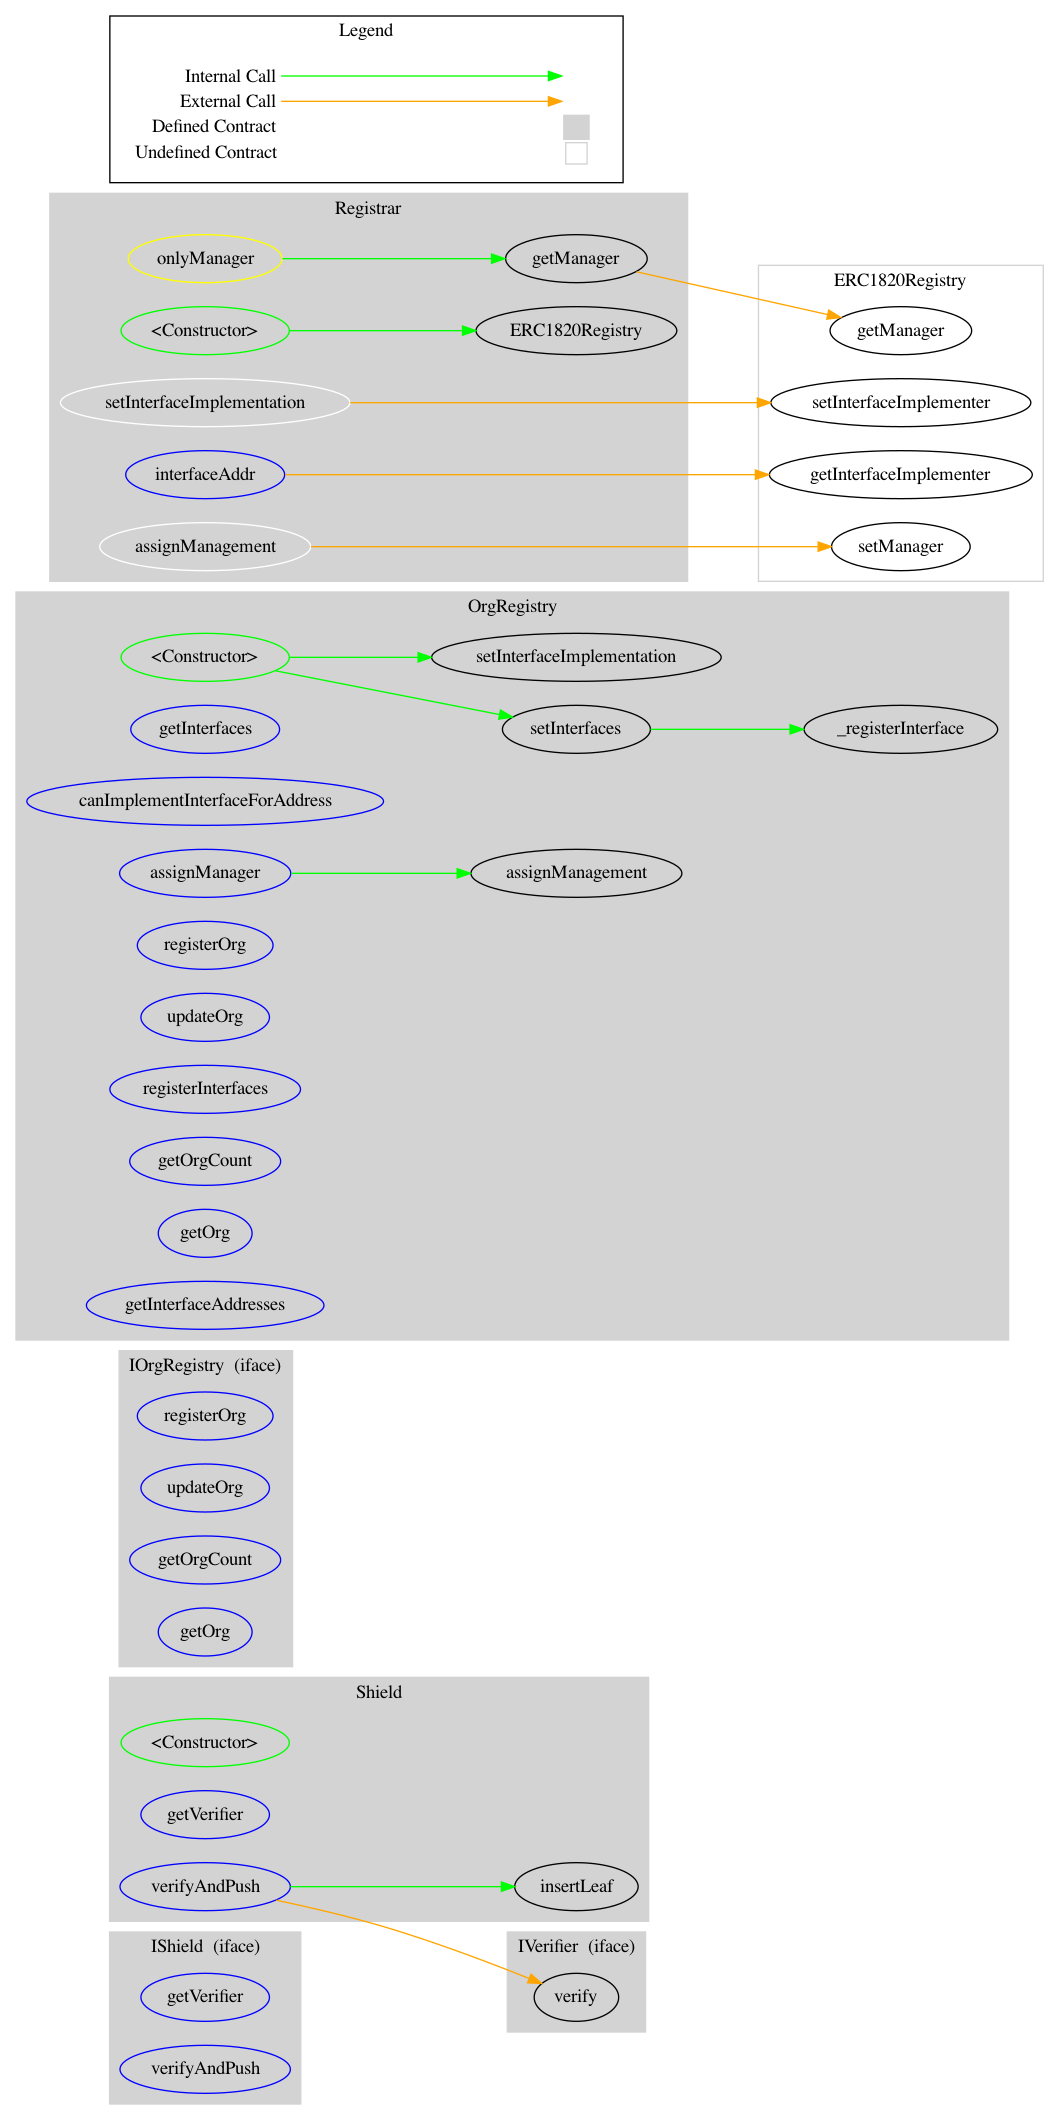 Legend
Internal Call
External Call
Defined Contract
Undefined Contract
Registrar
onlyManager
getManager
<Constructor>
ERC1820Registry
setInterfaceImplementation
interfaceAddr
assignManagement
ERC1820Registry
getManager
setInterfaceImplementer
getInterfaceImplementer
setManager
OrgRegistry
<Constructor>
setInterfaceImplementation
getInterfaces
setInterfaces
_registerInterface
canImplementInterfaceForAddress
assignManager
assignManagement
registerOrg
updateOrg
registerInterfaces
getOrgCount
getOrg
getInterfaceAddresses
IOrgRegistry (iface)
registerOrg
updateOrg
getOrgCount
getOrg
Shield
<Constructor>
getVerifier
verifyAndPush
insertLeaf
IShield (iface)
getVerifier
verifyAndPush
IVerifier (iface)
verify